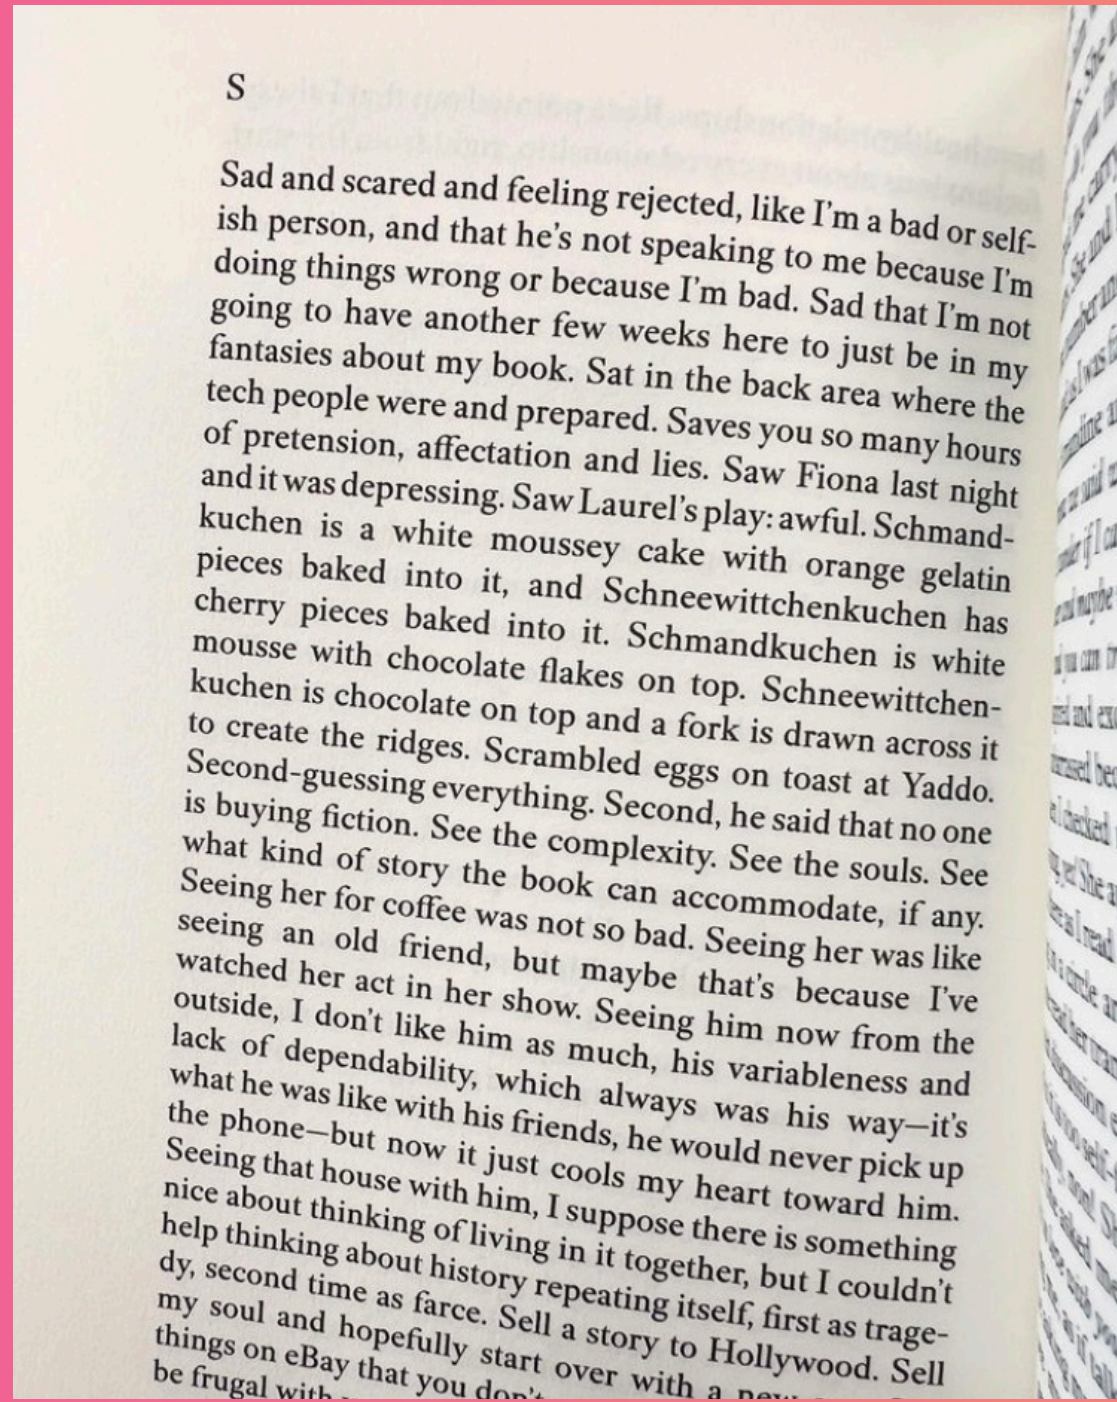 S
Sad and scared and feeling rejected, like I'm a bad or self-
ish person, and that he's not speaking to me because I'm
doing things wrong or because I'm bad. Sad that I'm not
going to have another few weeks here to just be in my
fantasies about my book. Sat in the back area where the
tech people were and prepared. Saves you so many hours
of pretension, affectation and lies. Saw Fiona last night
and it was depressing. Saw Laurel's play: awful. Schmand-
kuchen is a white moussey cake with orange gelatin
pieces baked into it, and Schneewittchenkuchen has
cherry pieces baked into it. Schmandkuchen is white
mousse with chocolate flakes on top. Schneewittchen-
kuchen is chocolate on top and a fork is drawn across it
to create the ridges. Scrambled eggs on toast at Yaddo.
Second-guessing everything. Second, he said that no one
is buying fiction. See the complexity. See the souls. See
what kind of story the book can accommodate, if any.
Seeing her for coffee was not so bad. Seeing her was like
seeing an old friend, but maybe that's because I've
watched her act in her show. Seeing him now from the
outside, I don't like him as much, his variableness and
lack of dependability, which always was his way—it's
what he was like with his friends, he would never pick up
the phone—but now it just cools my heart toward him.
Seeing that house with him, I suppose there is something
nice about thinking of living in it together, but I couldn't
help thinking about history repeating itself, first as trage-
dy, second time as farce. Sell a story to Hollywood. Sell
my soul and hopefully start over with a
things on eBay that you don't
be frugal with